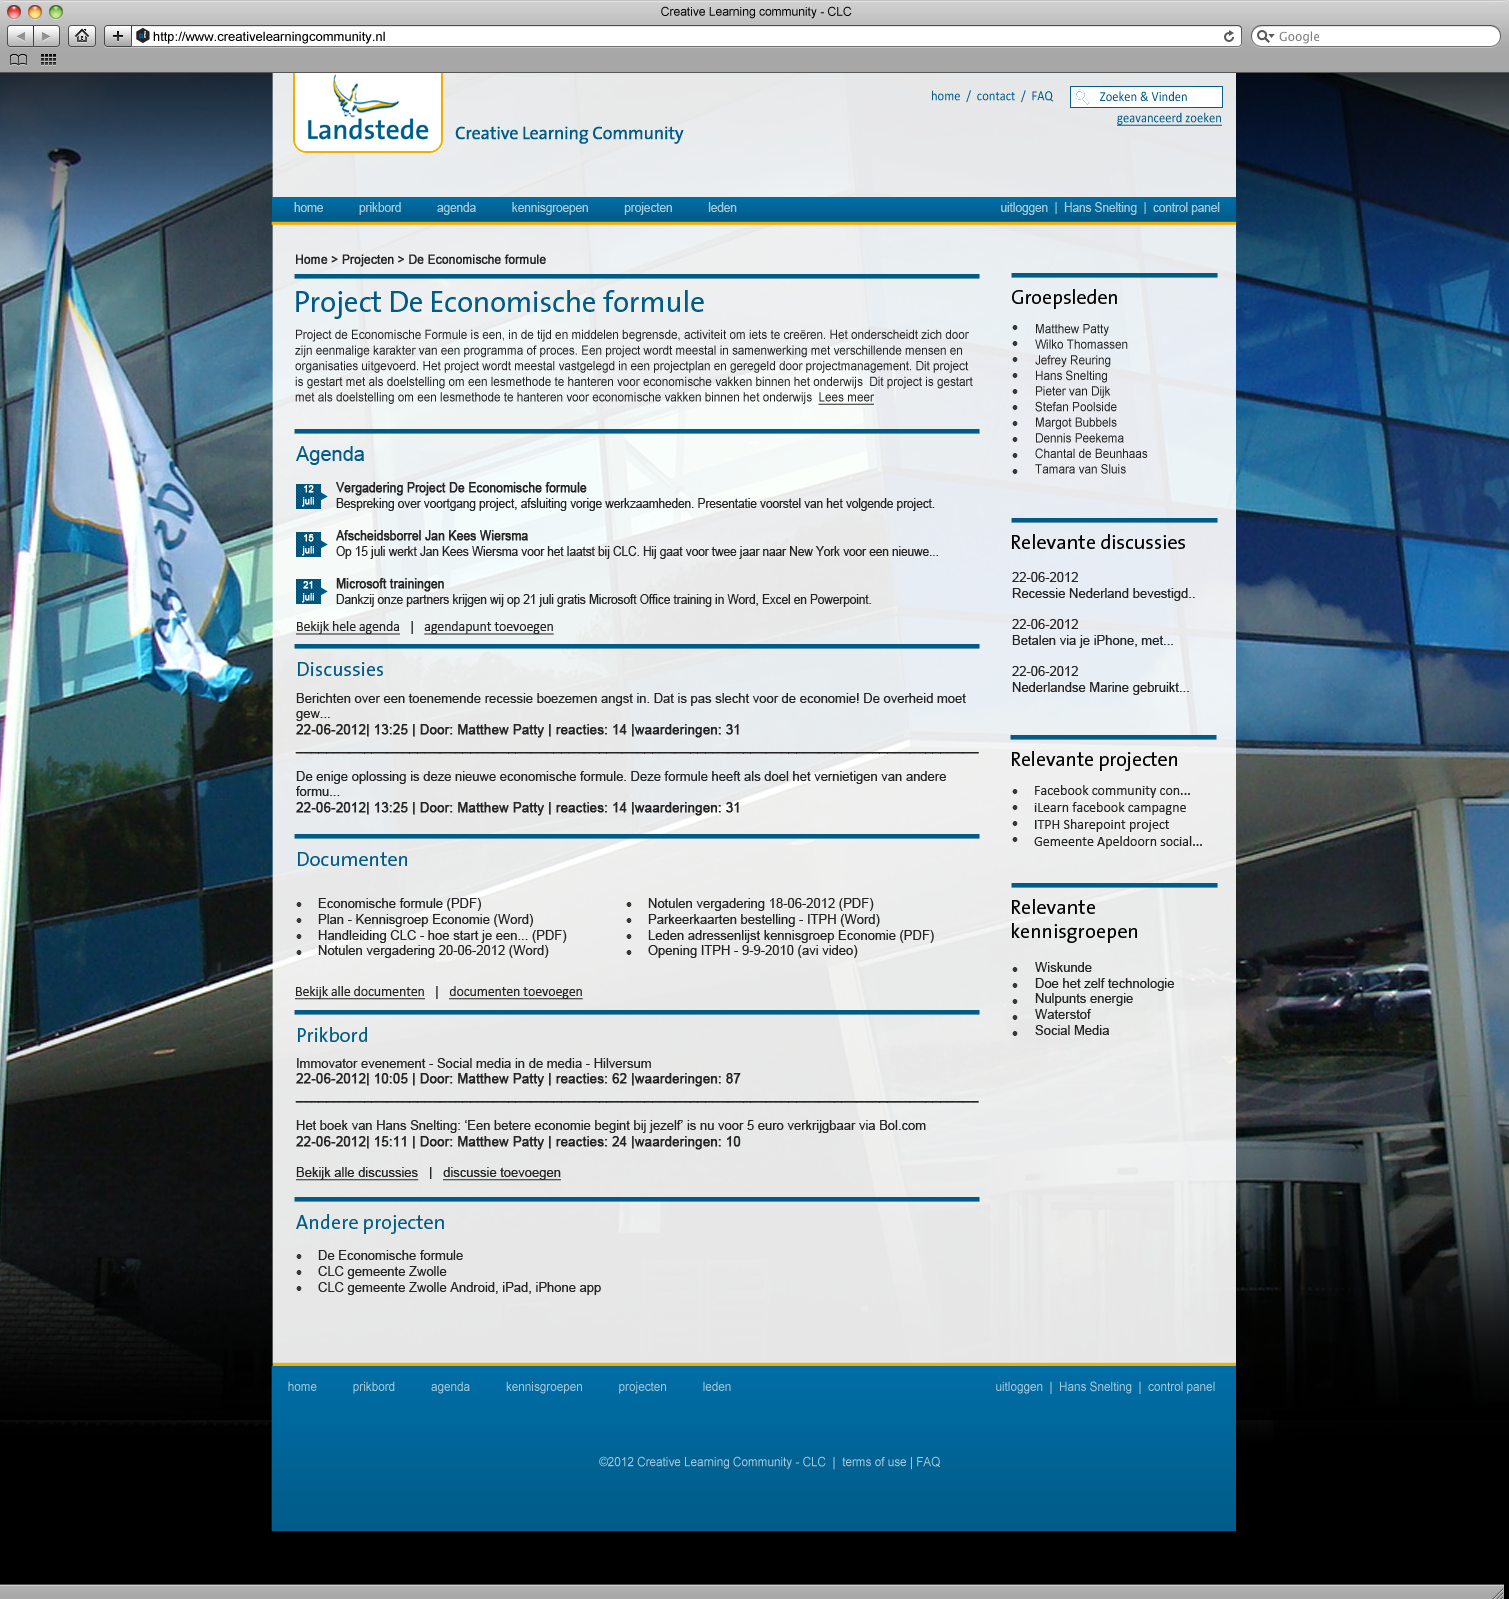 Creative Learning community - CLC
http://www.creativelearningcommunity.nl
Google
Landstede
Creative Learning Community
home / contact / FAQ
Zoeken & Vinden
geavanceerd zoeken
home prikbord agenda kennisgroepen projecten leden
uitloggen | Hans Snelting | control panel
Home > Projecten > De Economische formule
Project De Economische formule
Project de Economische Formule is een, in de tijd en middelen begrensde, activiteit om iets te creëren. Het onderscheidt zich door
zijn eenmalige karakter van een programma of proces. Een project wordt meestal in samenwerking met verschillende mensen en
organisaties uitgevoerd. Het project wordt meestal vastgelegd in een projectplan en geregeld door projectmanagement. Dit project
is gestart met als doelstelling om een lesmethode te hanteren voor economische vakken binnen het onderwijs Dit project is gestart
met als doelstelling om een lesmethode te hanteren voor economische vakken binnen het onderwijs Lees meer
Agenda
12
juli
Vergadering Project De Economische formule
Bespreking over voortgang project, afsluiting vorige werkzaamheden. Presentatie voorstel van het volgende project.
15
juli
Afscheidsborrel Jan Kees Wiersma
Op 15 juli werkt Jan Kees Wiersma voor het laatst bij CLC. Hij gaat voor twee jaar naar New York voor een nieuwe...
21
juli
Microsoft trainingen
Dankzij onze partners krijgen wij op 21 juli gratis Microsoft Office training in Word, Excel en Powerpoint.
Bekijk hele agenda | agendapunt toevoegen
Discussies
Berichten over een toenemende recessie boezemen angst in. Dat is pas slecht voor de economie! De overheid moet
gew...
22-06-2012| 13:25 | Door: Matthew Patty | reacties: 14 |waarderingen: 31
De enige oplossing is deze nieuwe economische formule. Deze formule heeft als doel het vernietigen van andere
formu...
22-06-2012| 13:25 | Door: Matthew Patty | reacties: 14 |waarderingen: 31
Documenten
• Economische formule (PDF)
• Plan - Kennisgroep Economie (Word)
• Handleiding CLC - hoe start je een... (PDF)
• Notulen vergadering 20-06-2012 (Word)
• Notulen vergadering 18-06-2012 (PDF)
• Parkeerkaarten bestelling - ITPH (Word)
• Leden adressenlijst kennisgroep Economie (PDF)
• Opening ITPH - 9-9-2010 (avi video)
Bekijk alle documenten | documenten toevoegen
Prikbord
Immovator evenement - Social media in de media - Hilversum
22-06-2012| 10:05 | Door: Matthew Patty | reacties: 62 |waarderingen: 87
Het boek van Hans Snelting: ‘Een betere economie begint bij jezelf’ is nu voor 5 euro verkrijgbaar via Bol.com
22-06-2012| 15:11 | Door: Matthew Patty | reacties: 24 |waarderingen: 10
Bekijk alle discussies | discussie toevoegen
Andere projecten
• De Economische formule
• CLC gemeente Zwolle
• CLC gemeente Zwolle Android, iPad, iPhone app
Groepsleden
• Matthew Patty
• Wilko Thomassen
• Jefrey Reuring
• Hans Snelting
• Pieter van Dijk
• Stefan Poolside
• Margot Bubbels
• Dennis Peekema
• Chantal de Beunhaas
• Tamara van Sluis
Relevante discussies
22-06-2012
Recessie Nederland bevestigd..
22-06-2012
Betalen via je iPhone, met...
22-06-2012
Nederlandse Marine gebruikt...
Relevante projecten
• Facebook community con...
• iLearn facebook campagne
• ITPH Sharepoint project
• Gemeente Apeldoorn social...
Relevante
kennisgroepen
• Wiskunde
• Doe het zelf technologie
• Nulpunts energie
• Waterstof
• Social Media
home prikbord agenda kennisgroepen projecten leden
uitloggen | Hans Snelting | control panel
©2012 Creative Learning Community - CLC | terms of use | FAQ